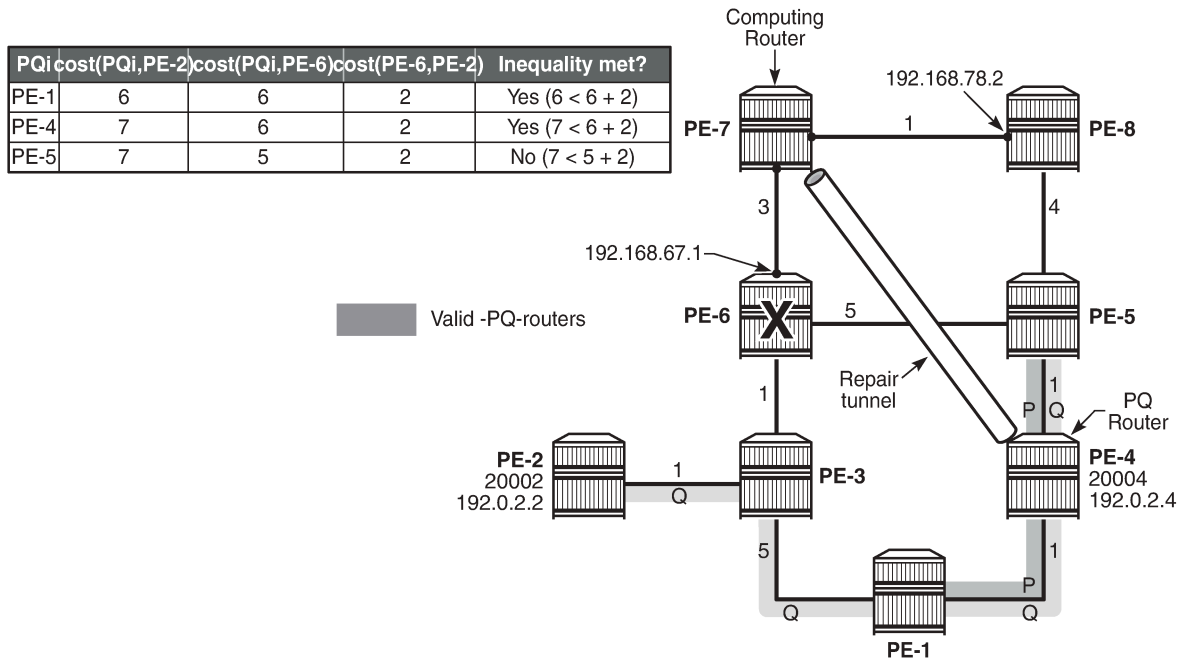 PQi cost(PQi,PE-2) cost(PQi,PE-6) cost(PE-6,PE-2) Inequality met?
PE-1 6 6 2 Yes (6 < 6 + 2)
PE-4 7 6 2 Yes (7 < 6 + 2)
PE-5 7 5 2 No (7 < 5 + 2)
Computing
Router
192.168.78.2
PE-7
1
PE-8
3
4
192.168.67.1
Valid -PQ-routers
PE-6
X
5
PE-5
Repair
tunnel
1
1
P
Q
PQ
Router
PE-2
20002
192.0.2.2
1
Q
PE-3
PE-4
20004
192.0.2.4
5
1
P
Q
Q
PE-1